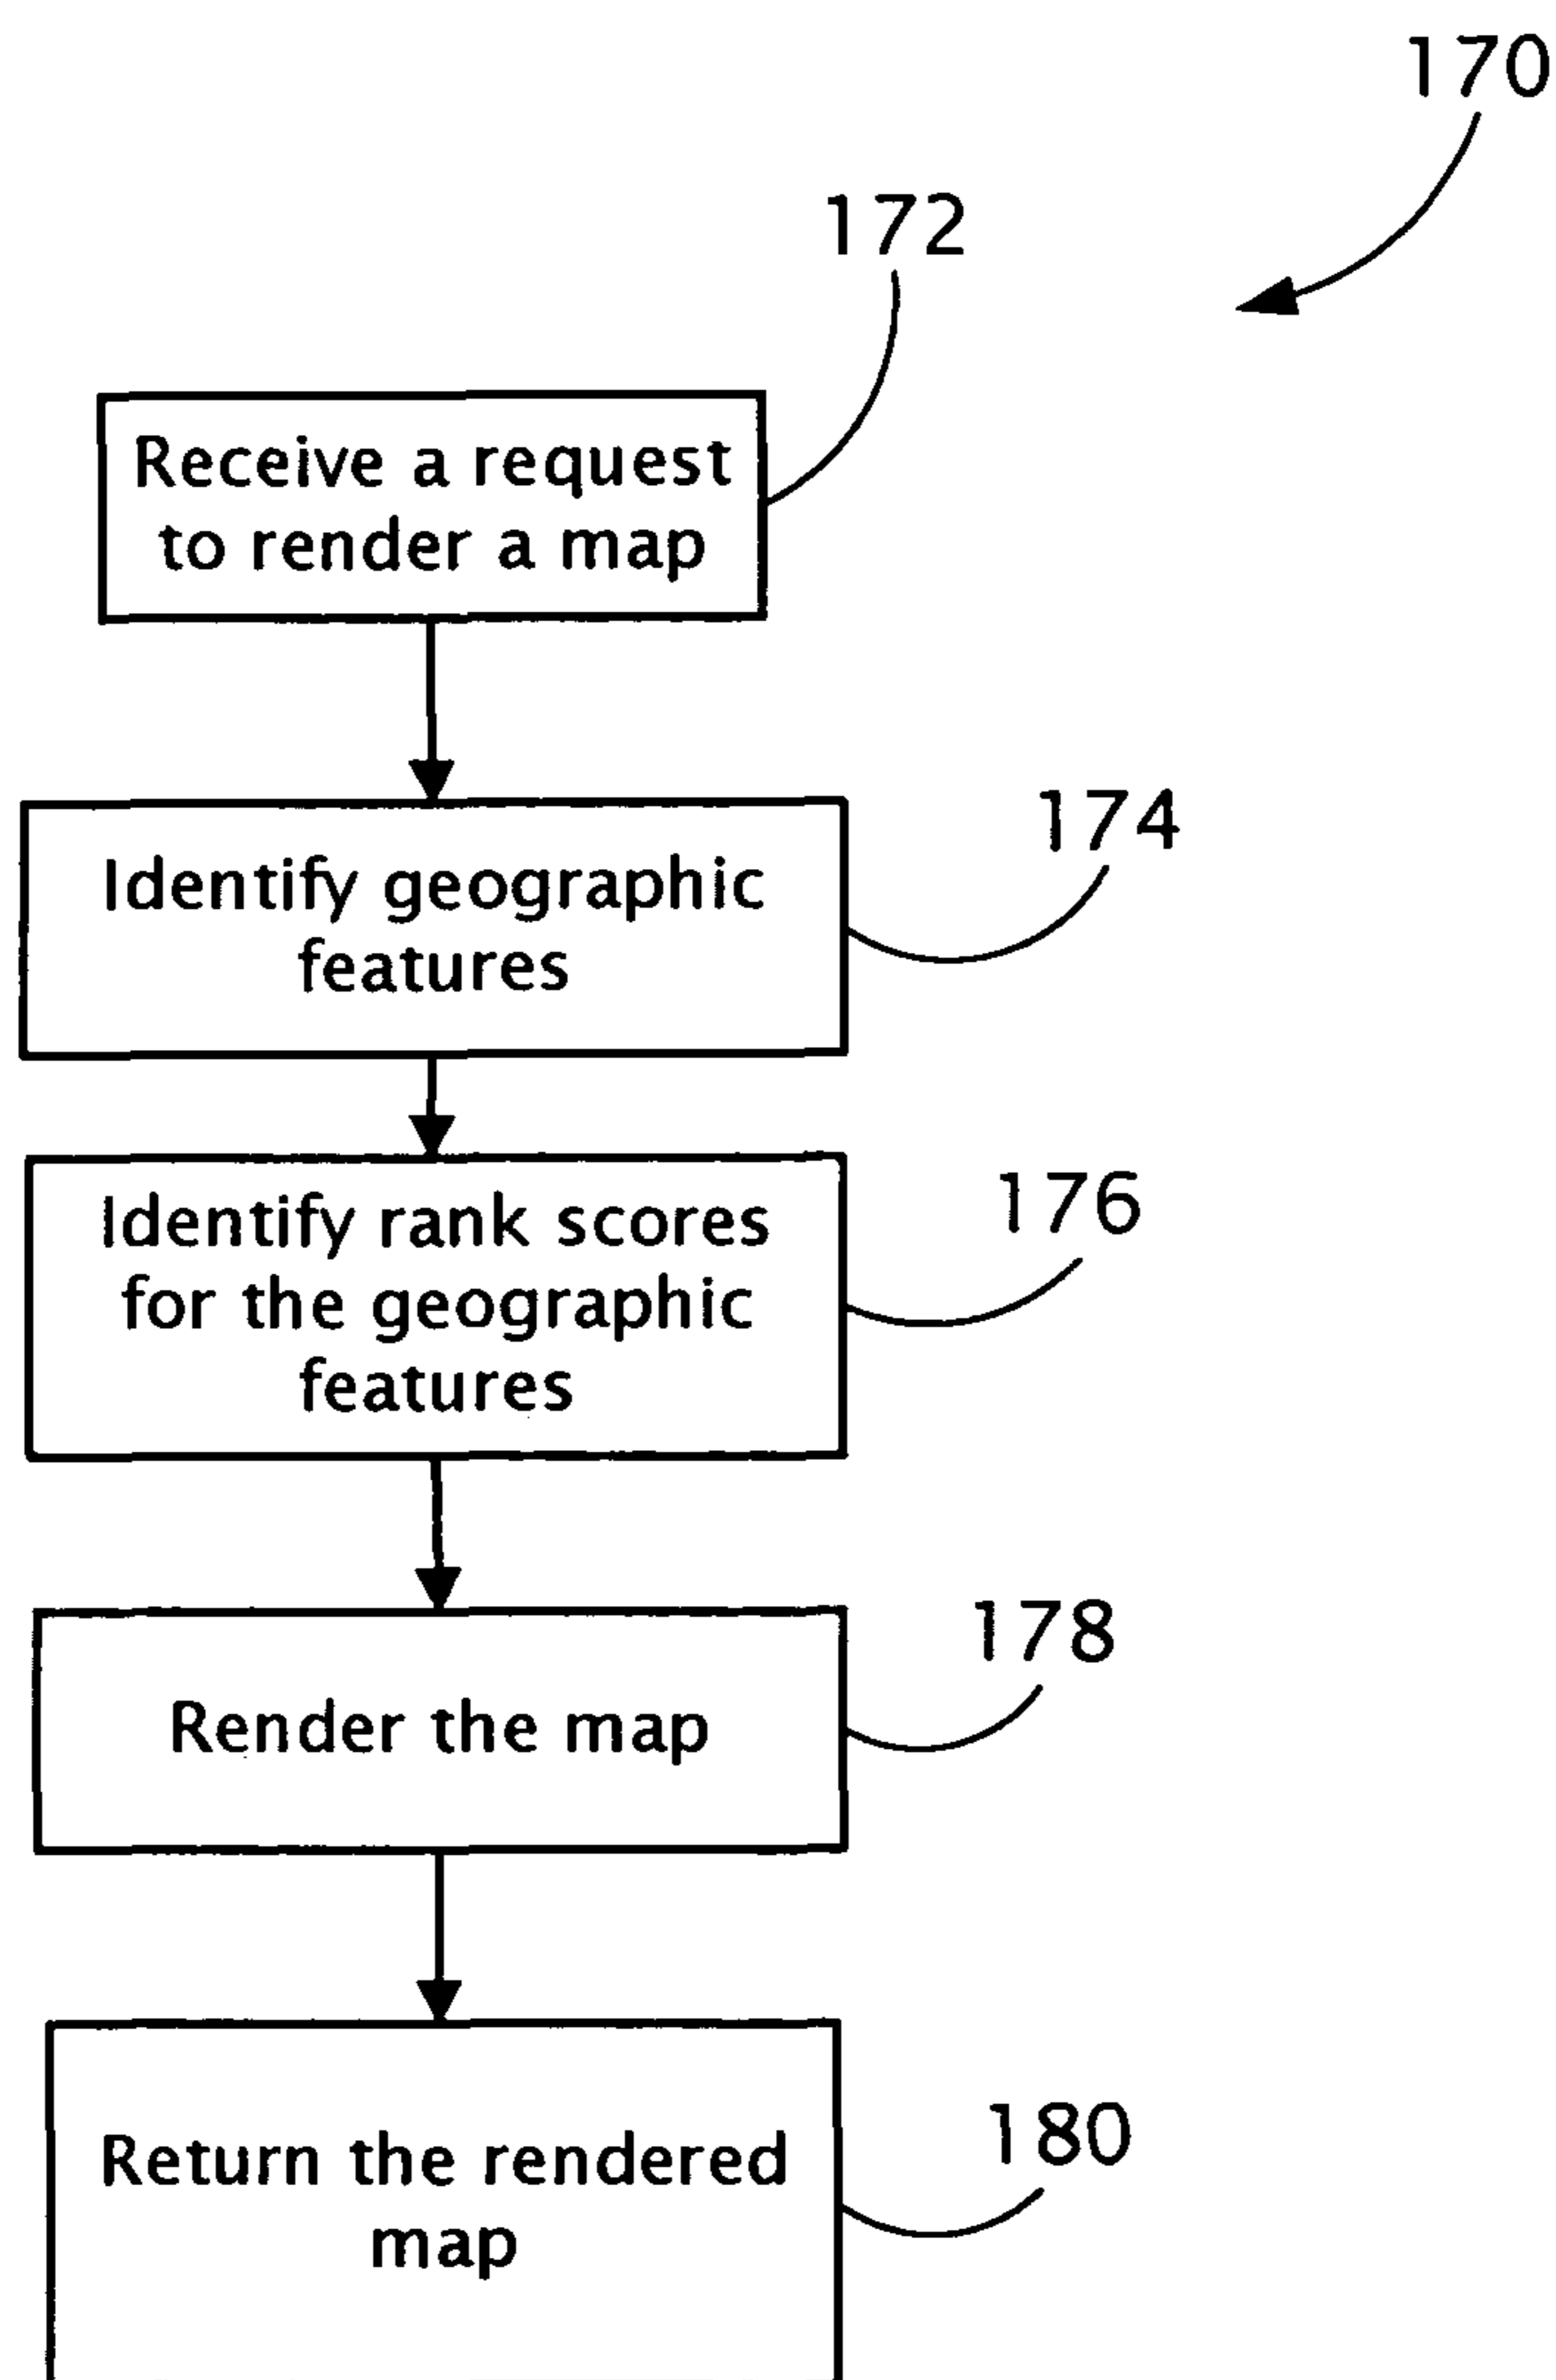 170
172
Receive a request
to render a map
174
Identify geographic
features
176
Identify rank scores
for the geographic
features
178
Render the map
180
Return the rendered
map